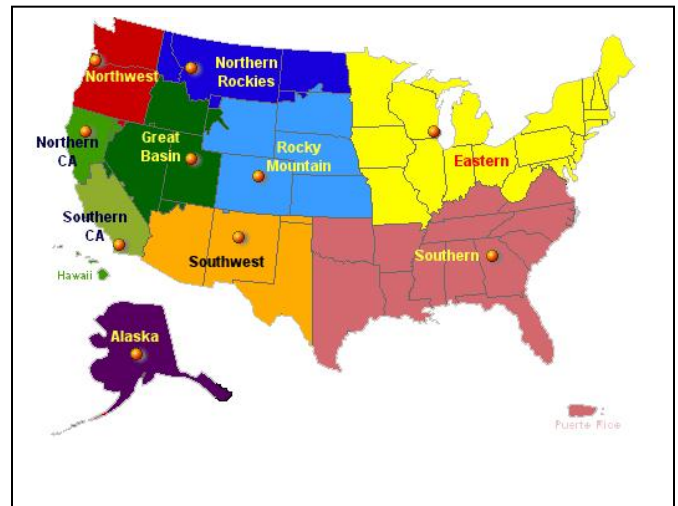 Northern
Rockies
Northwest
Northern
CA
Great
Basin
Rocky
Mountain
Eastern
Southern
CA
Southwest
Southern
Hawaii
Alaska
Puerto Rico